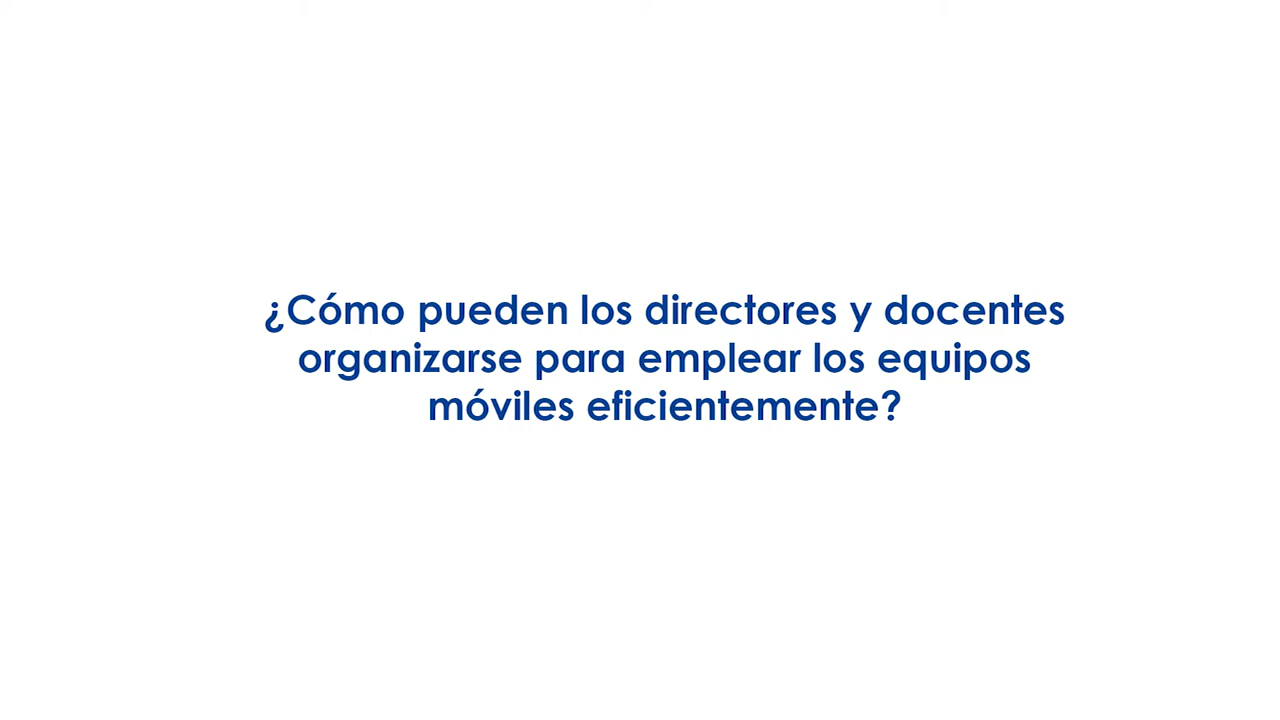 ¿Cómo pueden los directores y docentes
organizarse para emplear los equipos
móviles eficientemente?